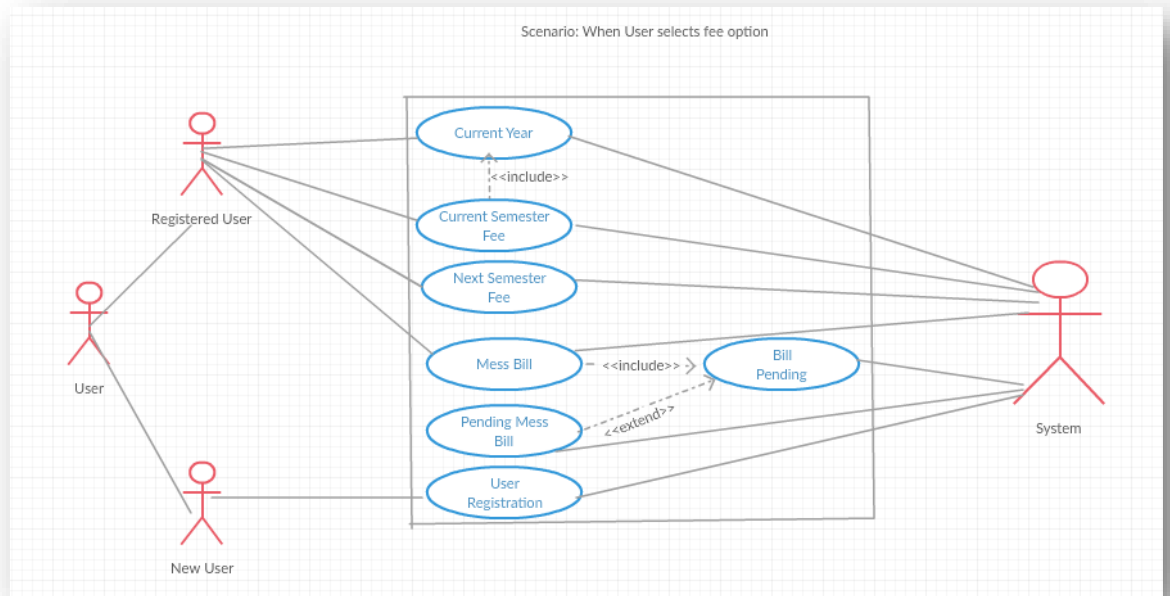 Scenario: When User selects fee option
Current Year
<<include>>
Registered User
Current Semester
Fee
Next Semester
Fee
User
Mess Bill
<<include>>
Bill
Pending
Pending Mess
Bill
<<extend>>
System
User
Registration
New User